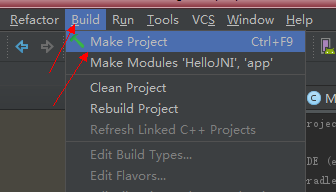 Refactor Build Run Tools VCS Window Help
Make Project Ctrl+F9
Make Modules 'HelloJNI', 'app'
Clean Project
Rebuild Project
Refresh Linked C++ Projects
Edit Build Types...
Edit Flavors...